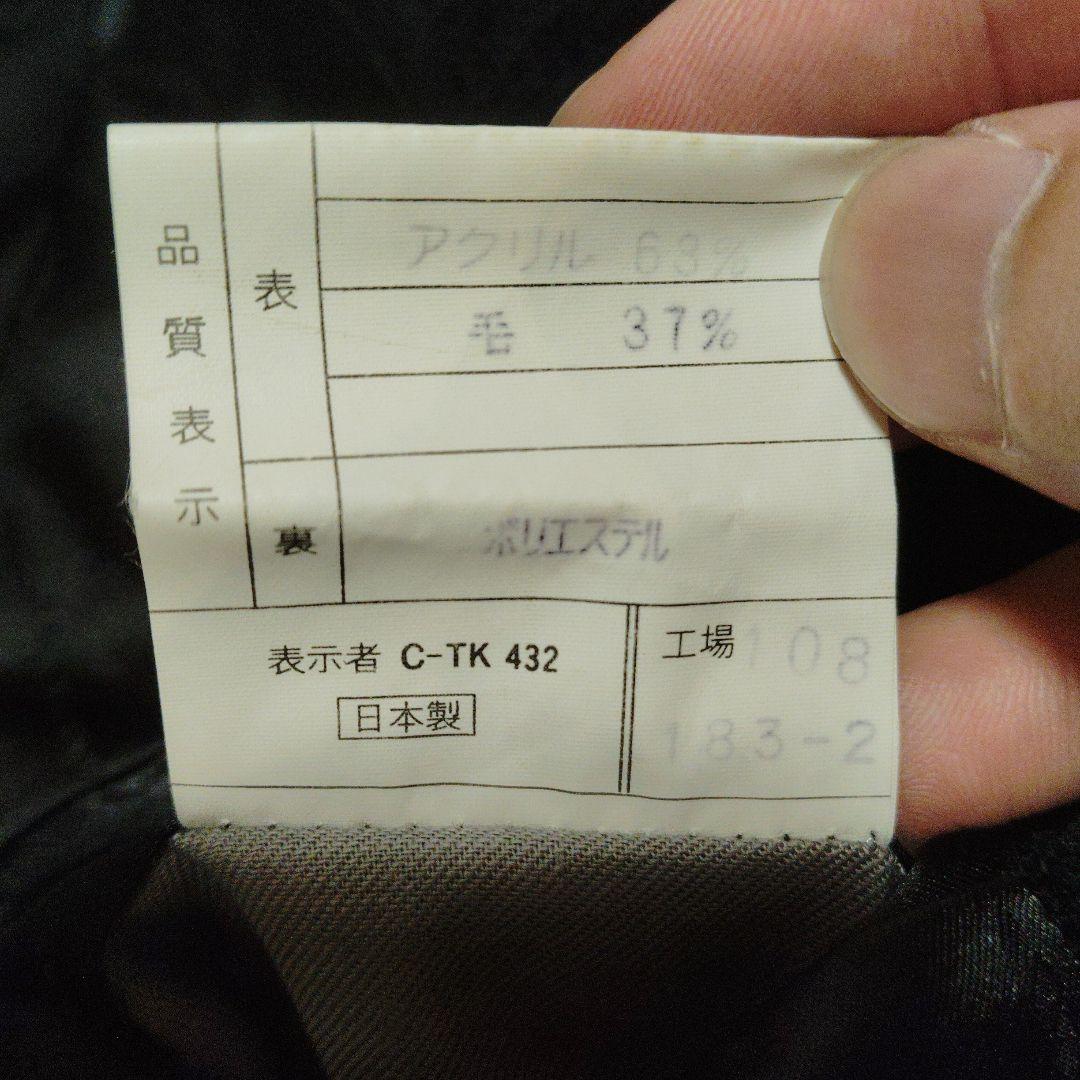 品質表示
表
アクリル 63%
毛 37%
裏
ポリエステル
表示者 C-TK 432
日本製
工場 108
183-2